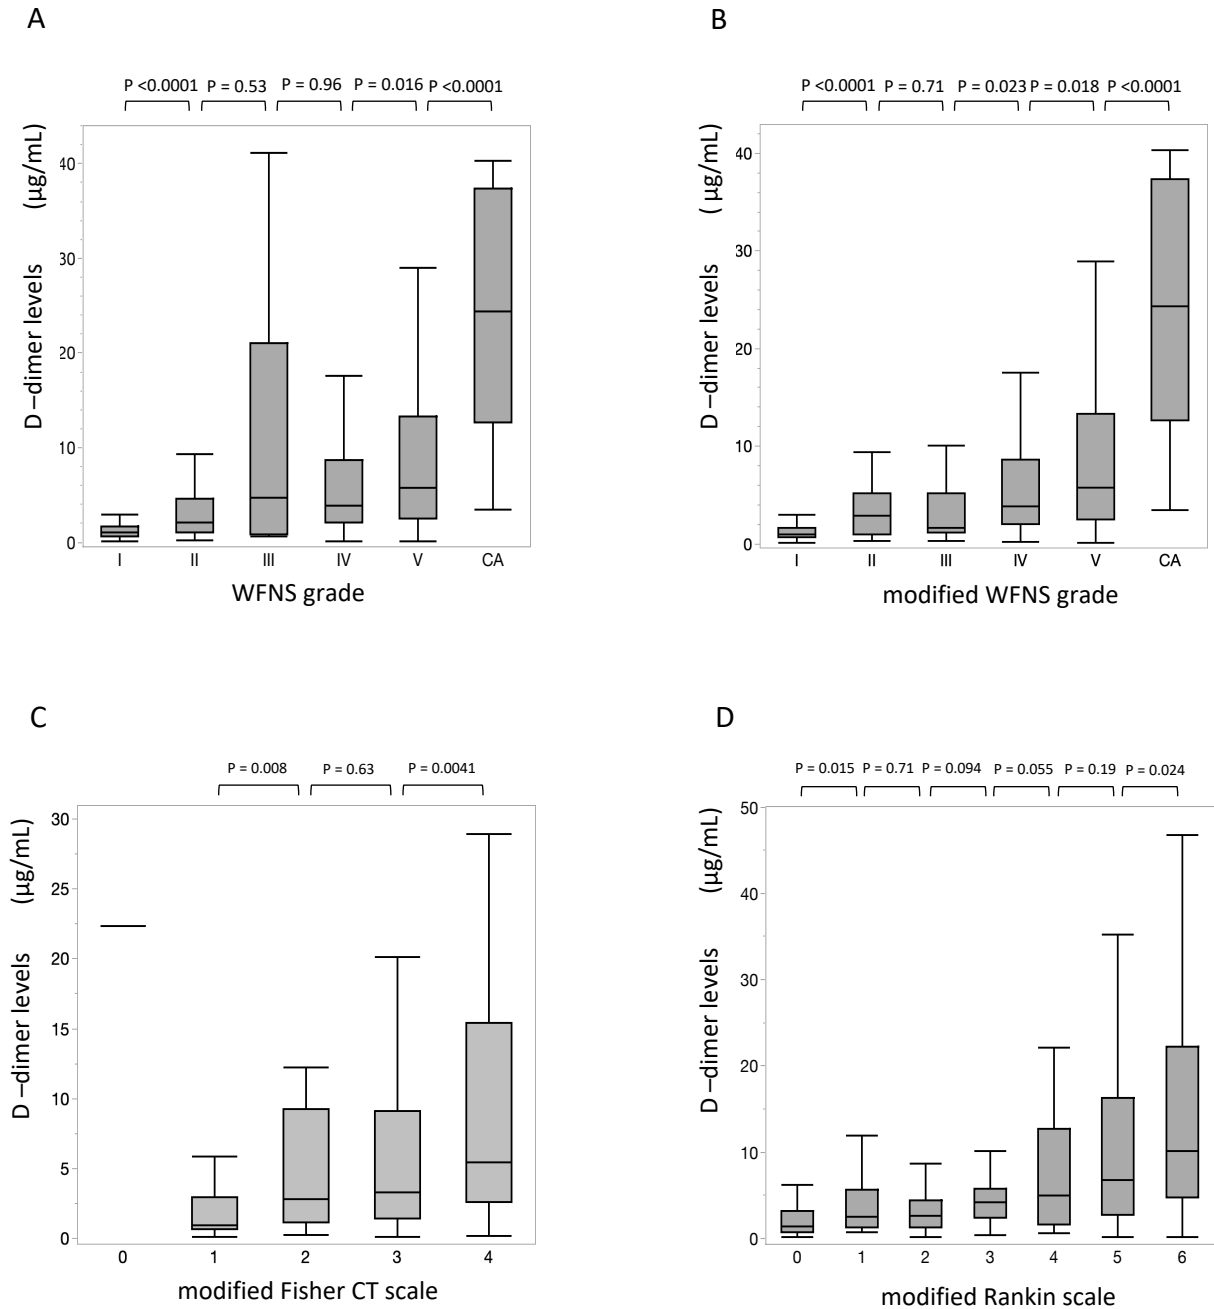 A
P <0.0001 P = 0.53 P = 0.96 P = 0.016 P <0.0001
D –dimer levels (µg/mL)
40
30
20
10
0
I II III IV V CA
WFNS grade
B
P <0.0001 P = 0.71 P = 0.023 P = 0.018 P <0.0001
D –dimer levels ( µg/mL)
40
30
20
10
0
I II III IV V CA
modified WFNS grade
C
P = 0.008 P = 0.63 P = 0.0041
D –dimer levels (µg/mL)
30
25
20
15
10
5
0
0 1 2 3 4
modified Fisher CT scale
D
P = 0.015 P = 0.71 P = 0.094 P = 0.055 P = 0.19 P = 0.024
D –dimer levels (µg/mL)
50
40
30
20
10
0
0 1 2 3 4 5 6
modified Rankin scale